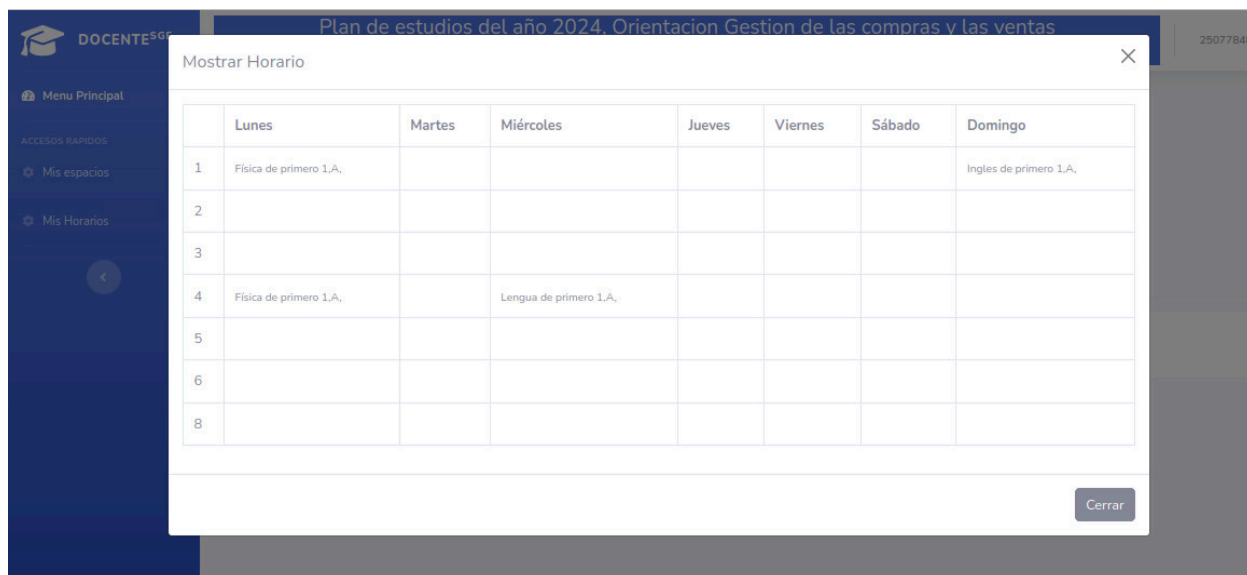 Plan de estudios del año 2024, Orientacion Gestion de las compras y las ventas
DOCENTE
2507784
Mostrar Horario
Menu Principal
ACCESOS RAPIDOS
Mis espacios
Mis Horarios
Lunes Martes Miércoles Jueves Viernes Sábado Domingo
1 Física de primero 1,A, Ingles de primero 1,A,
2
3
4 Física de primero 1,A, Lengua de primero 1,A,
5
6
8
Cerrar